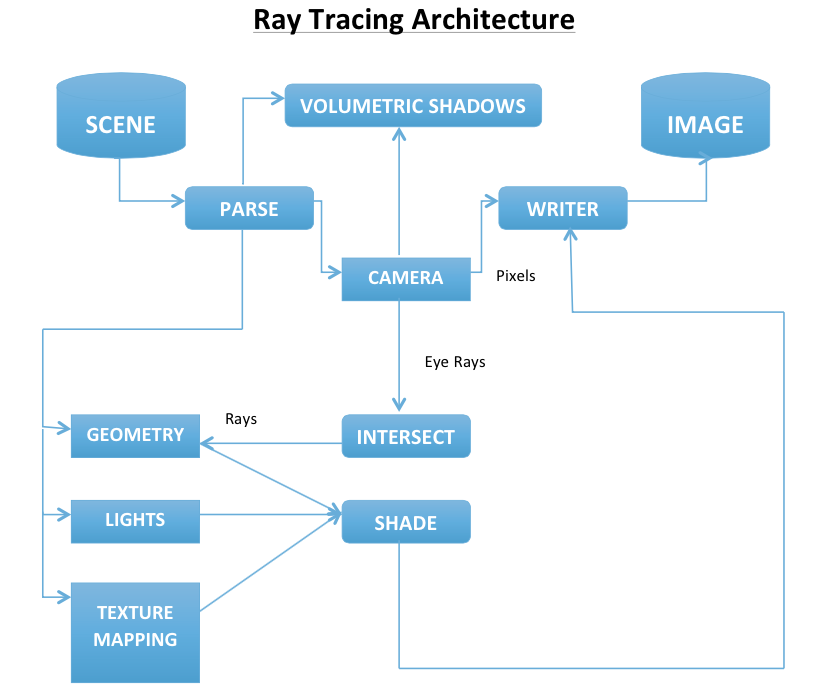 Ray Tracing Architecture
SCENE
VOLUMETRIC SHADOWS
IMAGE
PARSE
WRITER
CAMERA
Pixels
Eye Rays
Rays
GEOMETRY
INTERSECT
LIGHTS
SHADE
TEXTURE
MAPPING